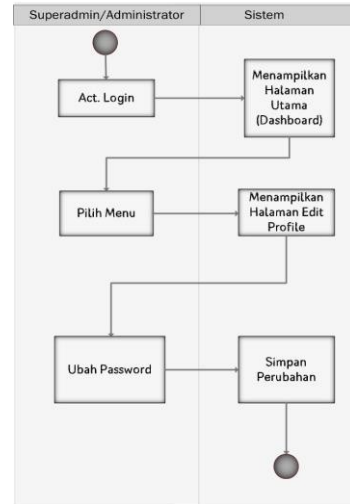 Superadmin/Administrator
Sistem
Act. Login
Menampilkan
Halaman
Utama
(Dashboard)
Pilih Menu
Menampilkan
Halaman Edit
Profile
Ubah Password
Simpan
Perubahan